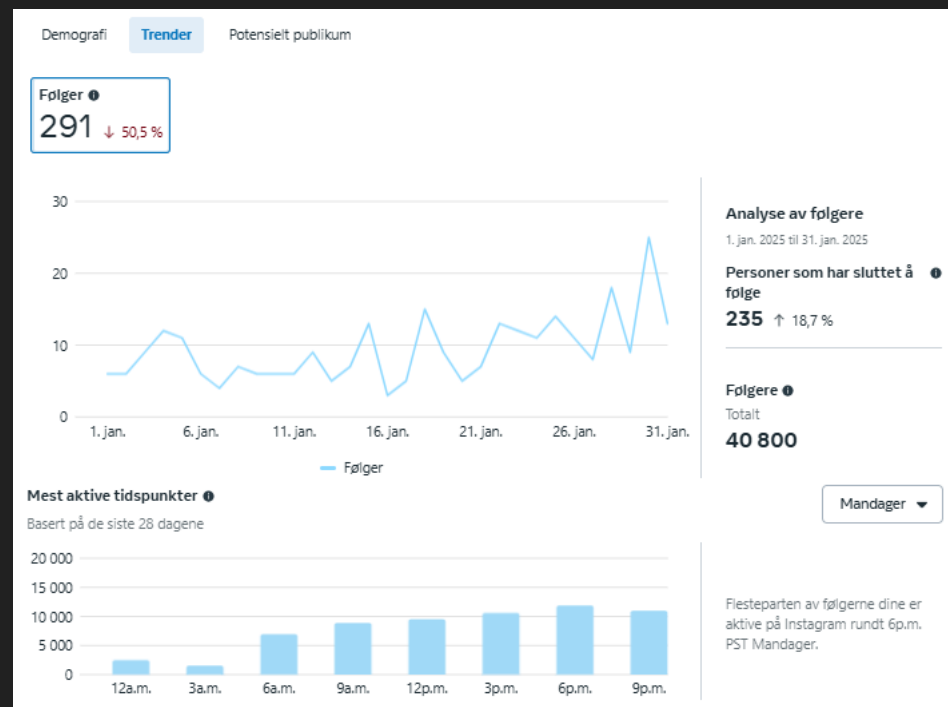 Demografi Trender Potensielt publikum
Følger
291 ↓ 50,5 %
30
20
10
0
1. jan. 6. jan. 11. jan. 16. jan. 21. jan. 26. jan. 31. jan.
Følger
Analyse av følgere
1. jan. 2025 til 31. jan. 2025
Personer som har sluttet å
følge
235 ↑ 18,7 %
Følgere
Totalt
40 800
Mest aktive tidspunkter
Basert på de siste 28 dagene
Mandager
20 000
15 000
10 000
5 000
0
12a.m. 3a.m. 6a.m. 9a.m. 12p.m. 3p.m. 6p.m. 9p.m.
Flesteparten av følgerne dine er
aktive på Instagram rundt 6p.m.
PST Mandager.